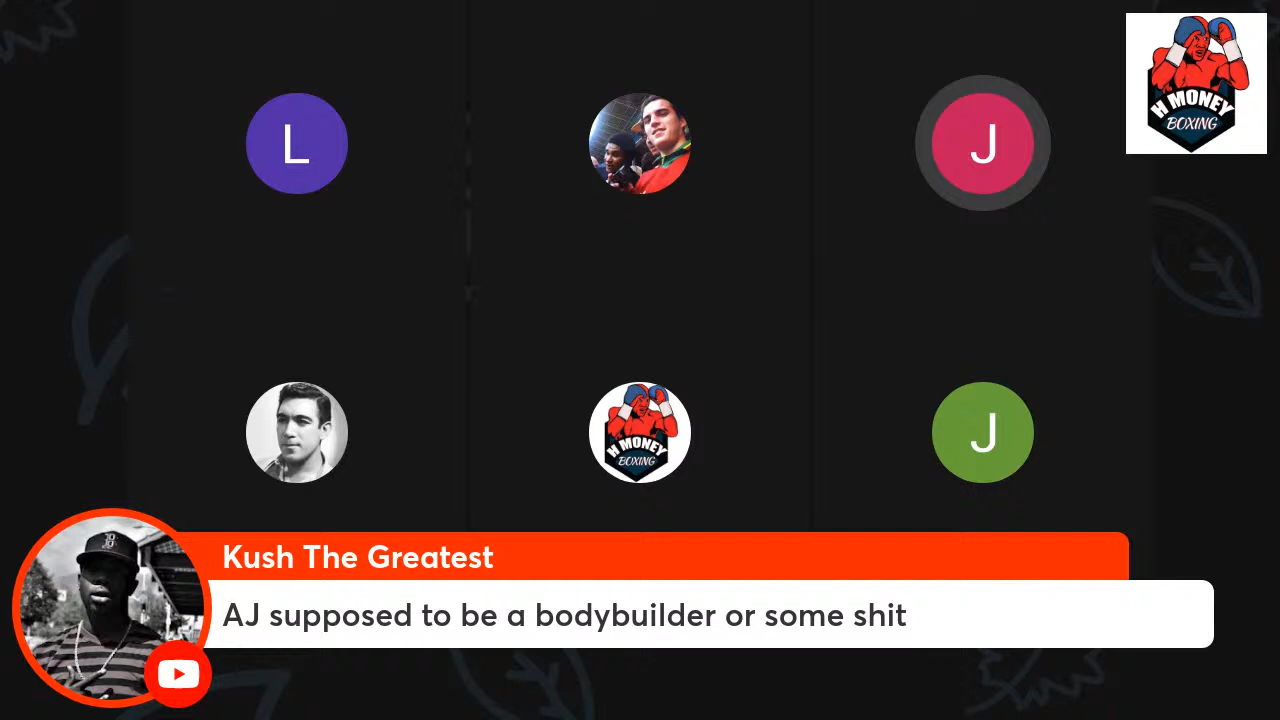 L
J
H MONEY
BOXING
H MONEY
BOXING
J
Kush The Greatest
AJ supposed to be a bodybuilder or some shit